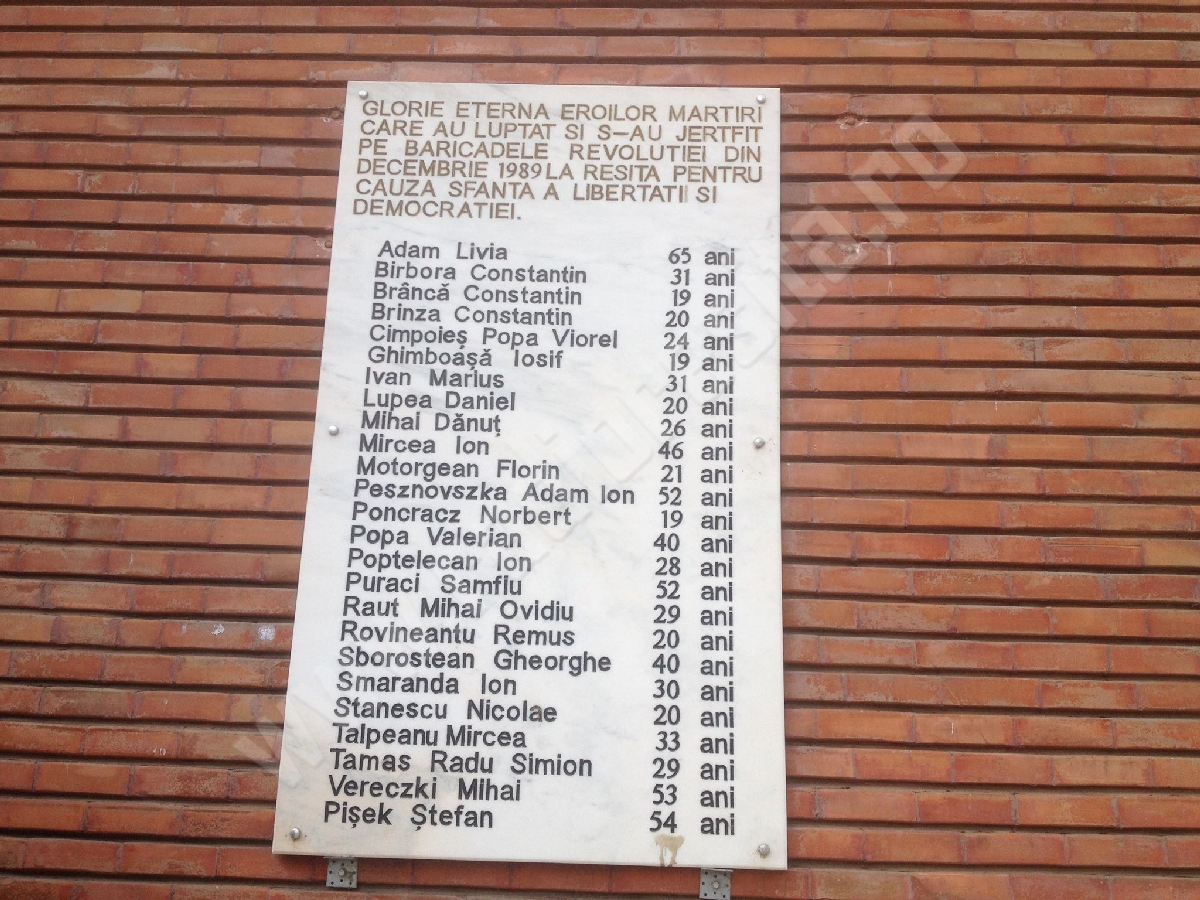 GLORIE ETERNA EROILOR MARTIRI
CARE AU LUPTAT SI S-AU JERTFIT
PE BARICADELE REVOLUTIEI DIN
DECEMBRIE 1989 LA RESITA PENTRU
CAUZA SFANTA A LIBERTATII SI
DEMOCRATIEI.
Adam Livia 65 ani
Birbora Constantin 31 ani
Brâncă Constantin 19 ani
Brinza Constantin 20 ani
Cimpoieș Popa Viorel 24 ani
Ghimboașă Iosif 19 ani
Ivan Marius 31 ani
Lupea Daniel 20 ani
Mihai Dănuț 26 ani
Mircea Ion 46 ani
Motorgean Florin 21 ani
Pesznovszka Adam Ion 52 ani
Poncracz Norbert 19 ani
Popa Valerian 40 ani
Poptelecan Ion 28 ani
Puraci Samfiu 52 ani
Raut Mihai Ovidiu 29 ani
Rovineantu Remus 20 ani
Sborostean Gheorghe 40 ani
Smaranda Ion 30 ani
Stanescu Nicolae 20 ani
Talpeanu Mircea 33 ani
Tamas Radu Simion 29 ani
Vereczki Mihai 53 ani
Pișek Ștefan 54 ani